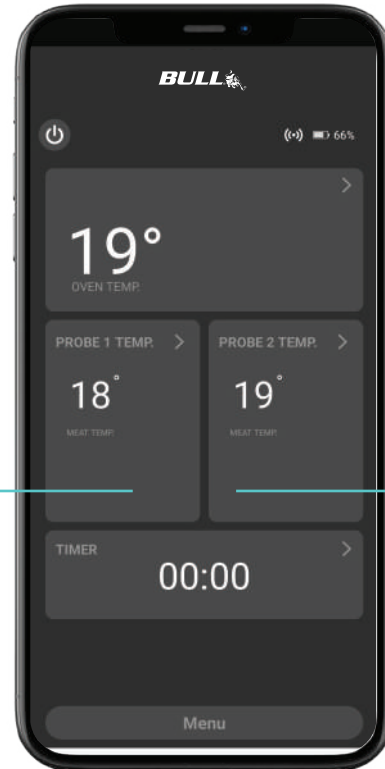 BULL
66%
19°
OVEN TEMP.
PROBE 1 TEMP. PROBE 2 TEMP.
18° 19°
MEAT TEMP. MEAT TEMP.
TIMER
00:00
Menu